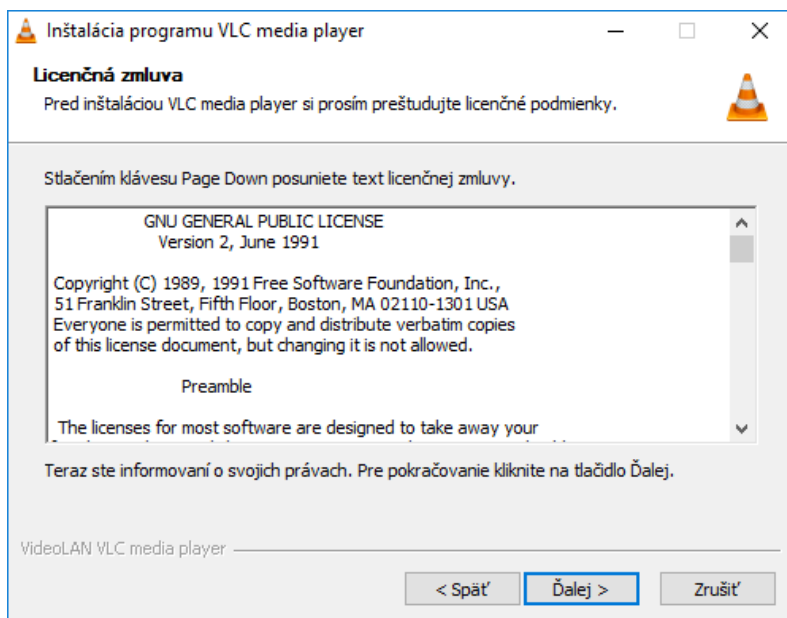 Inštalácia programu VLC media player
Licenčná zmluva
Pred inštaláciou VLC media player si prosím preštudujte licenčné podmienky.
Stlačením klávesu Page Down posuniete text licenčnej zmluvy.
GNU GENERAL PUBLIC LICENSE
Version 2, June 1991
Copyright (C) 1989, 1991 Free Software Foundation, Inc.,
51 Franklin Street, Fifth Floor, Boston, MA 02110-1301 USA
Everyone is permitted to copy and distribute verbatim copies
of this license document, but changing it is not allowed.
Preamble
The licenses for most software are designed to take away your
Teraz ste informovaní o svojich právach. Pre pokračovanie kliknite na tlačidlo Ďalej.
VideoLAN VLC media player
< Späť
Ďalej >
Zrušiť